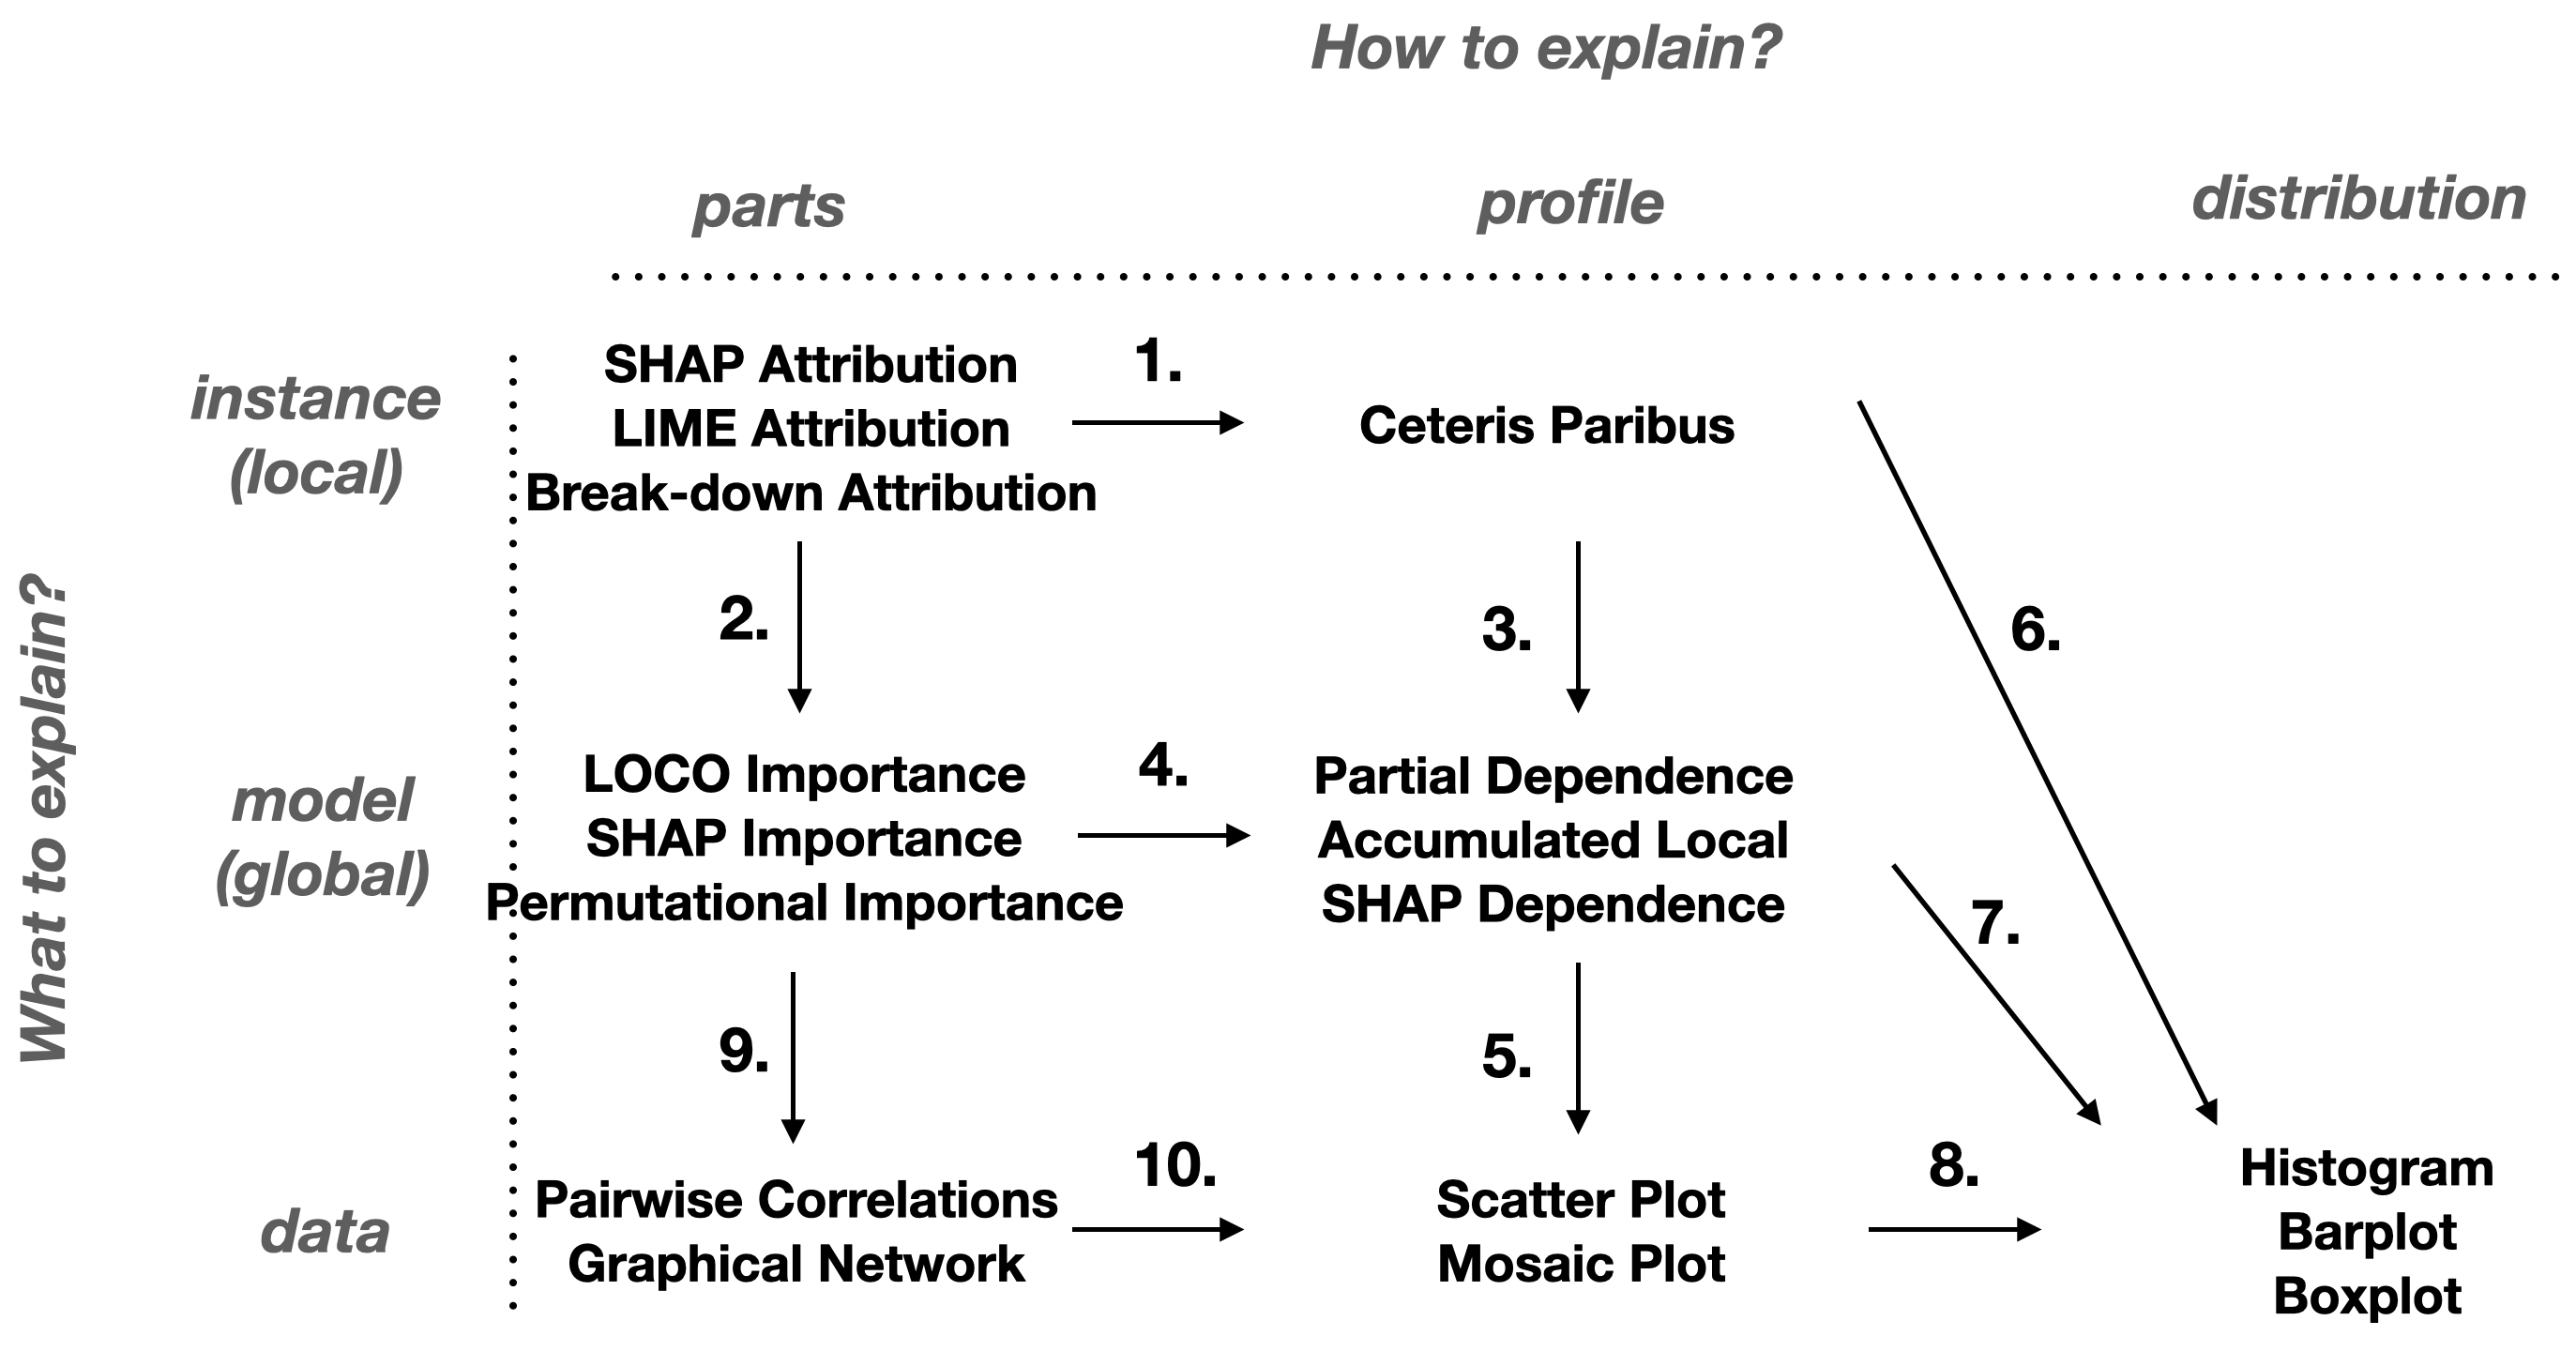 How to explain?
parts
profile
distribution
What to explain?
instance
(local)
SHAP Attribution
LIME Attribution
Break-down Attribution
1.
Ceteris Paribus
2.
3.
6.
model
(global)
LOCO Importance
SHAP Importance
Permutational Importance
4.
Partial Dependence
Accumulated Local
SHAP Dependence
7.
9.
5.
data
Pairwise Correlations
Graphical Network
10.
Scatter Plot
Mosaic Plot
8.
Histogram
Barplot
Boxplot